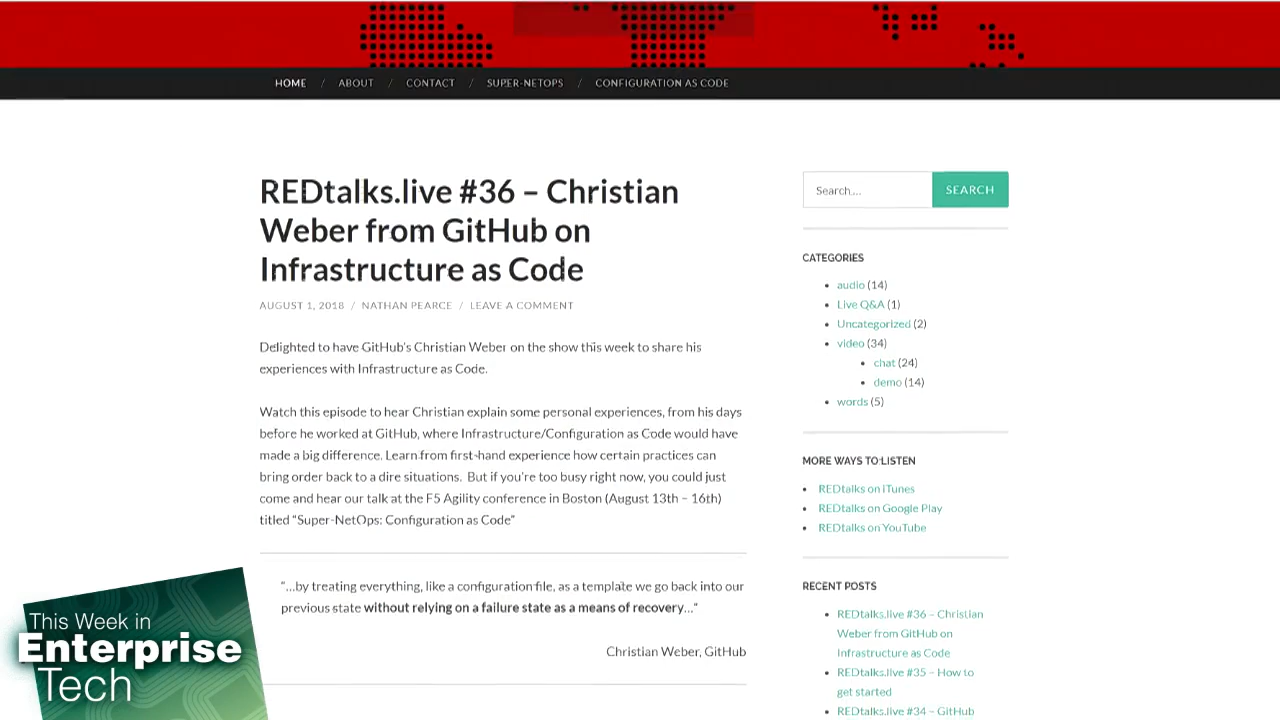 HOME / ABOUT / CONTACT / SUPER-NETOPS / CONFIGURATION AS CODE
REDtalks.live #36 – Christian
Weber from GitHub on
Infrastructure as Code
AUGUST 1, 2018 / NATHAN PEARCE / LEAVE A COMMENT
Delighted to have GitHub's Christian Weber on the show this week to share his
experiences with Infrastructure as Code.
Watch this episode to hear Christian explain some personal experiences, from his days
before he worked at GitHub, where Infrastructure/Configuration as Code would have
made a big difference. Learn from first-hand experience how certain practices can
bring order back to a dire situations. But if you're too busy right now, you could just
come and hear our talk at the F5 Agility conference in Boston (August 13th – 16th)
titled "Super-NetOps: Configuration as Code"
"…by treating everything, like a configuration file, as a template we go back into our
previous state without relying on a failure state as a means of recovery…"
Christian Weber, GitHub
Search…
SEARCH
CATEGORIES
audio (14)
Live Q&A (1)
Uncategorized (2)
video (34)
chat (24)
demo (14)
words (5)
MORE WAYS TO LISTEN
REDtalks on iTunes
REDtalks on Google Play
REDtalks on YouTube
RECENT POSTS
REDtalks.live #36 – Christian
Weber from GitHub on
Infrastructure as Code
REDtalks.live #35 – How to
get started
REDtalks.live #34 – GitHub
This Week in
Enterprise
Tech